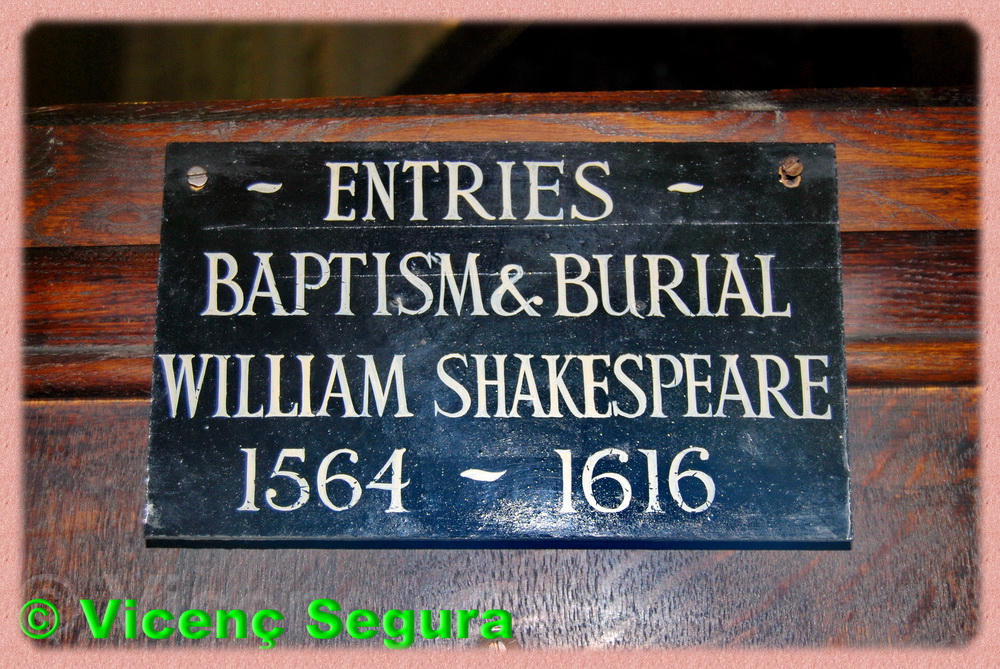 ~ ENTRIES ~
BAPTISM & BURIAL
WILLIAM SHAKESPEARE
1564 ~ 1616
© Vicenç Segura